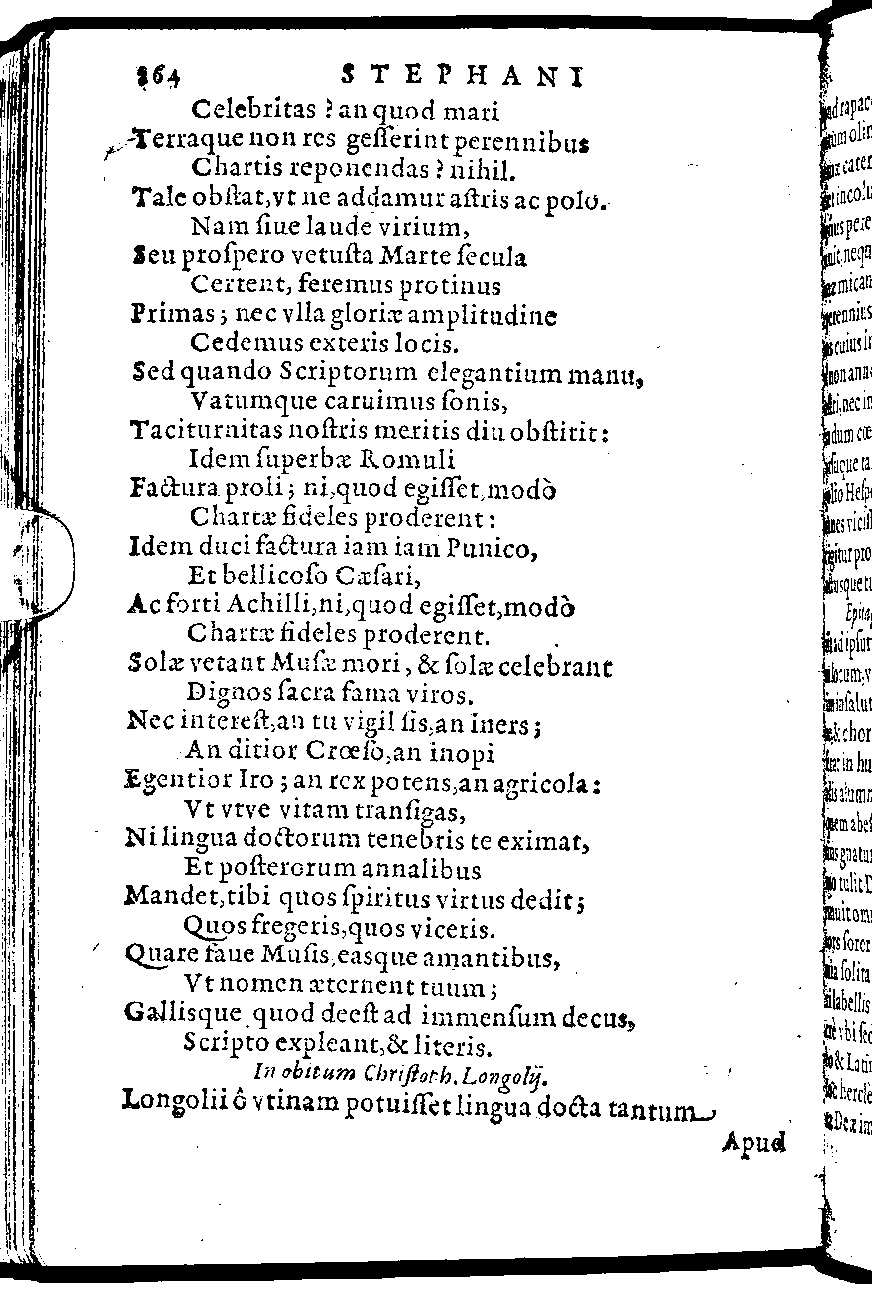 364 STEPHANI
Celebritas? an quod mari
Terraque non res geſſerint perennibus
Chartis reponendas? nihil.
Tale obſtat, vt ne addamur aſtris ac polo.
Nam ſiue laude virium,
Seu proſpero vetuſta Marte ſecula
Certent, feremus protinus
Primas; nec vlla gloriæ amplitudine
Cedemus exteris locis.
Sed quando Scriptorum elegantium manu,
Vatumque caruimus ſonis,
Taciturnitas noſtris meritis diu obſtitit:
Idem ſuperbæ Romuli
Factura proli; ni, quod egiſſet, modò
Chartæ fideles proderent:
Idem duci factura iam iam Punico,
Et bellicoſo Cæſari,
Ac forti Achilli, ni, quod egiſſet, modò
Chartæ fideles proderent.
Solæ vetant Muſæ mori, & ſolæ celebrant
Dignos ſacra fama viros.
Nec intereſt, an tu vigil ſis, an iners;
An ditior Crœſo, an inopi
Egentior Iro; an rex potens, an agricola:
Vt vtve vitam tranſigas,
Ni lingua doctorum tenebris te eximat,
Et poſterorum annalibus
Mandet, tibi quos ſpiritus virtus dedit;
Quos fregeris, quos viceris.
Quare faue Muſis, easque amantibus,
Vt nomen æternent tuum;
Gallisque quod deeſt ad immenſum decus,
Scripto expleant, & literis.
In obitum Chriſtoph. Longolij.
Longolii ô vtinam potuiſſet lingua docta tantum
Apud